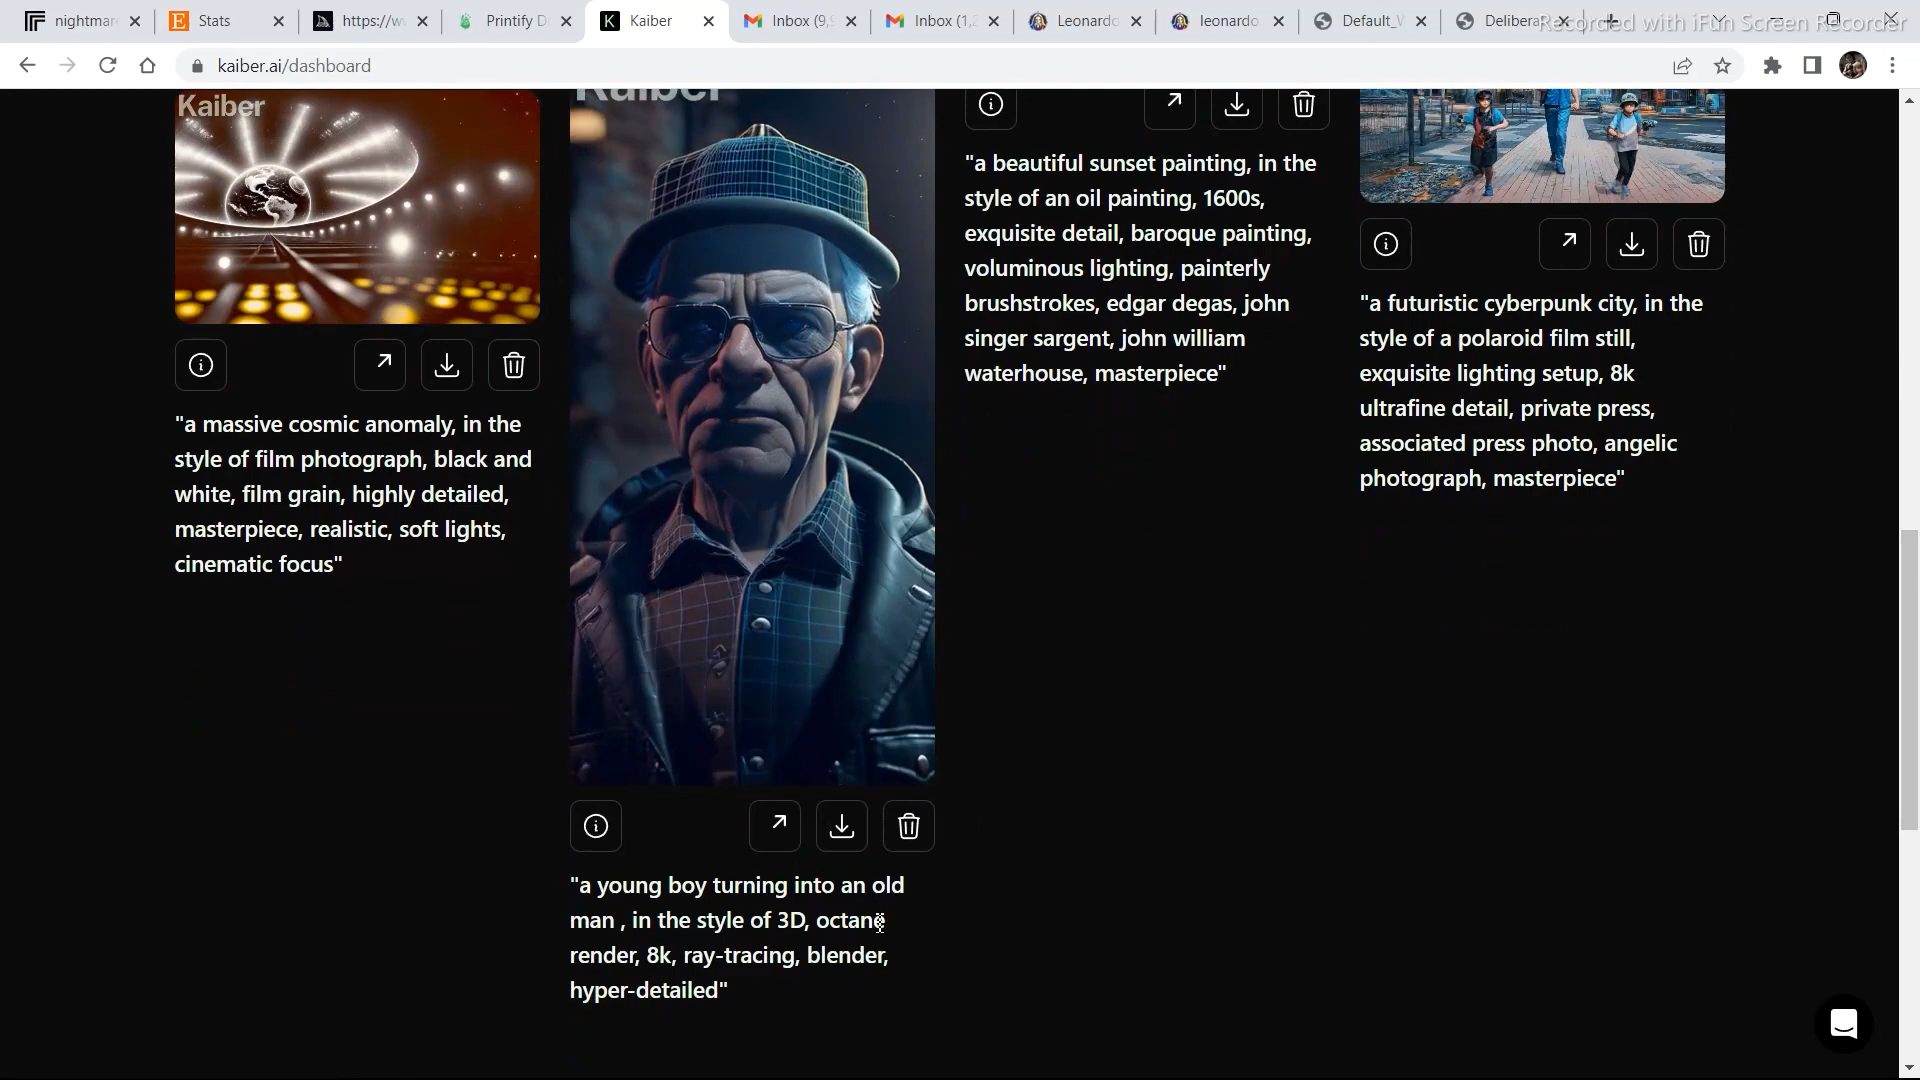 nightmar
Stats
https://w
Printify D
Kaiber
Inbox (9,
Inbox (1,
Leonardo
leonardo
Default_
Delibera
Recorded with iFun Screen Recorder
kaiber.ai/dashboard
Kaiber
"a massive cosmic anomaly, in the
style of film photograph, black and
white, film grain, highly detailed,
masterpiece, realistic, soft lights,
cinematic focus"
Kaiber
"a young boy turning into an old
man , in the style of 3D, octane
render, 8k, ray-tracing, blender,
hyper-detailed"
"a beautiful sunset painting, in the
style of an oil painting, 1600s,
exquisite detail, baroque painting,
voluminous lighting, painterly
brushstrokes, edgar degas, john
singer sargent, john william
waterhouse, masterpiece"
"a futuristic cyberpunk city, in the
style of a polaroid film still,
exquisite lighting setup, 8k
ultrafine detail, private press,
associated press photo, angelic
photograph, masterpiece"